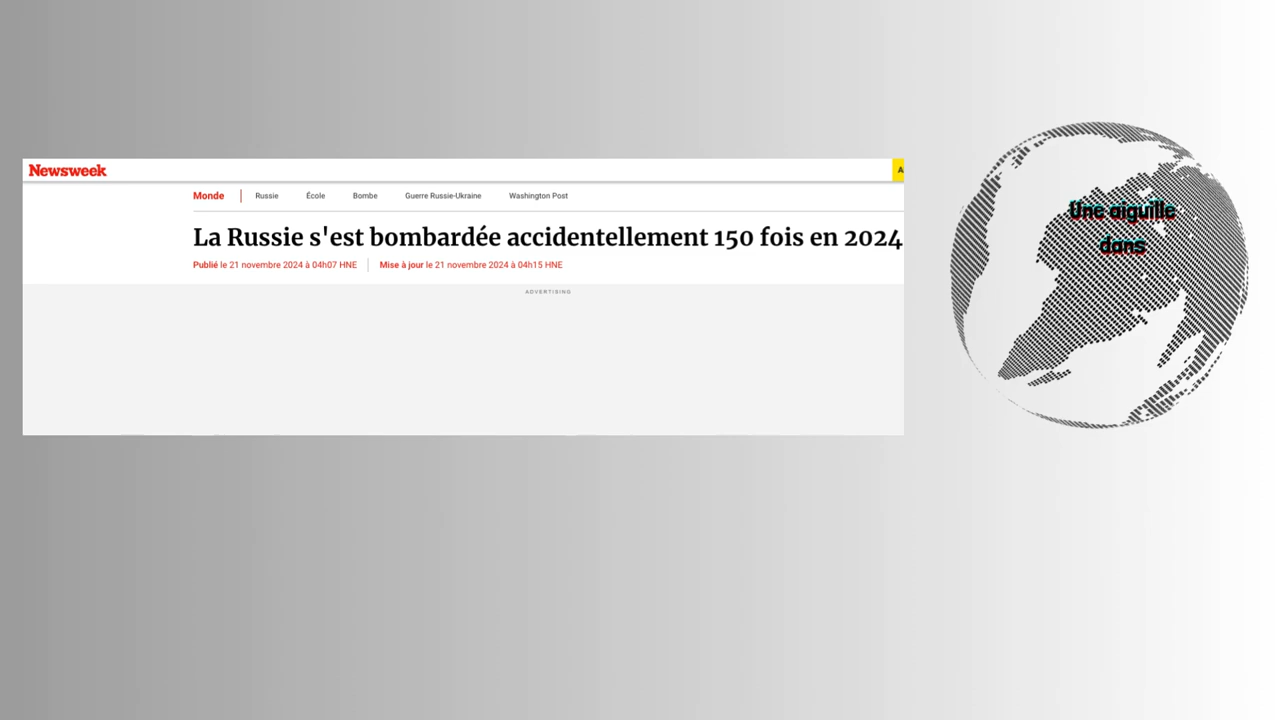 Newsweek
A
Monde Russie École Bombe Guerre Russie-Ukraine Washington Post
La Russie s'est bombardée accidentellement 150 fois en 2024
Publié le 21 novembre 2024 à 04h07 HNE Mise à jour le 21 novembre 2024 à 04h15 HNE
ADVERTISING
Une aiguille
dans